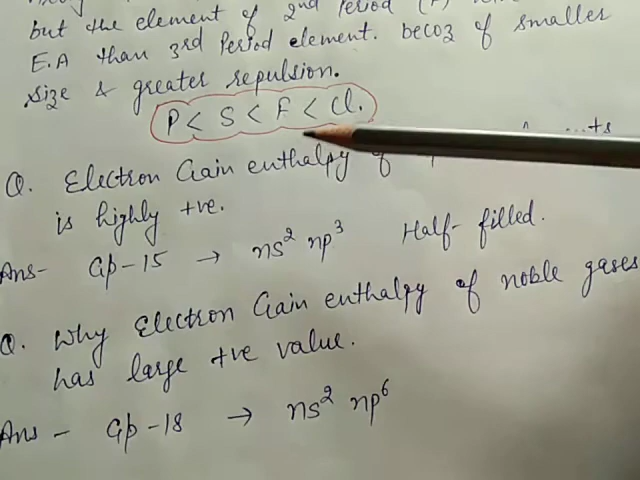 but the element of 2nd Period (F)
E.A than 3rd Period element. becoz of smaller
size & greater repulsion.
P < S < F < Cl.
Q. Electron Gain enthalpy of
is highly +ve.
Ans- Gp-15 → ns² np³ Half-filled.
Q. Why Electron Gain enthalpy of noble gases
has large +ve value.
Ans - Gp-18 → ns² np⁶